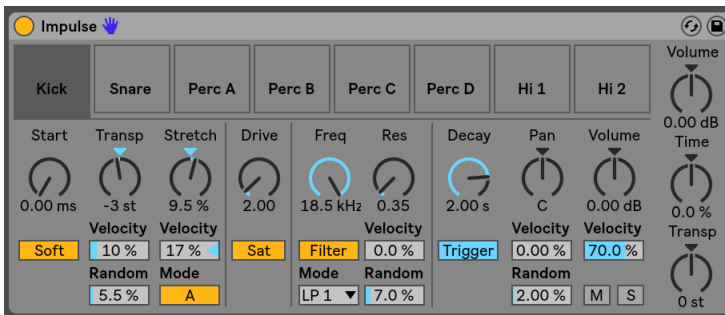 Impulse
Volume
Kick Snare Perc A Perc B Perc C Perc D Hi 1 Hi 2
0.00 dB
Start Transp Stretch Drive Freq Res Decay Pan Volume Time
0.00 ms -3 st 9.5 % 2.00 18.5 kHz 0.35 2.00 s C 0.00 dB 0.0 %
Velocity Velocity Velocity Velocity Velocity Transp
Soft 10 % 17 % Sat Filter 0.0 % Trigger 0.00 % 70.0 %
Random Mode Mode Random Random
5.5 % A LP 1 7.0 % 2.00 % M S 0 st